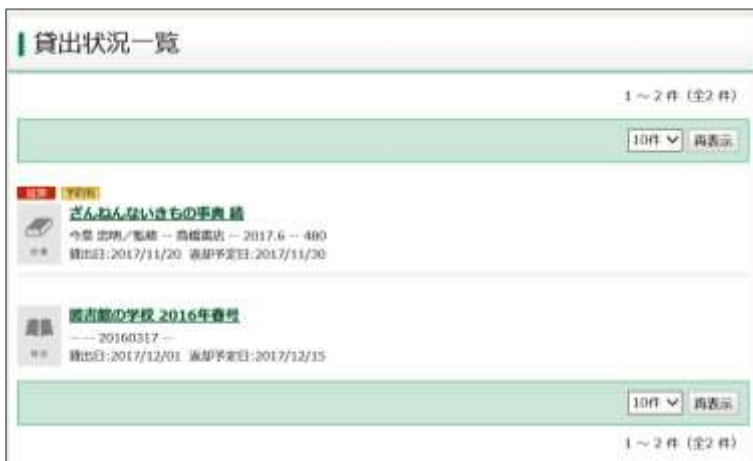 貸出状況一覧
1 ～ 2 件 (全2 件)
10件 再表示
延滞 予約有
ざんねんないきもの事典 続
今泉 忠明／監修 -- 高橋書店 -- 2017.6 -- 480
図書
貸出日:2017/11/20 返却予定日:2017/11/30
図書館の学校 2016年春号
-- -- 20160317 --
雑誌
貸出日:2017/12/01 返却予定日:2017/12/15
10件 再表示
1 ～ 2 件 (全2 件)